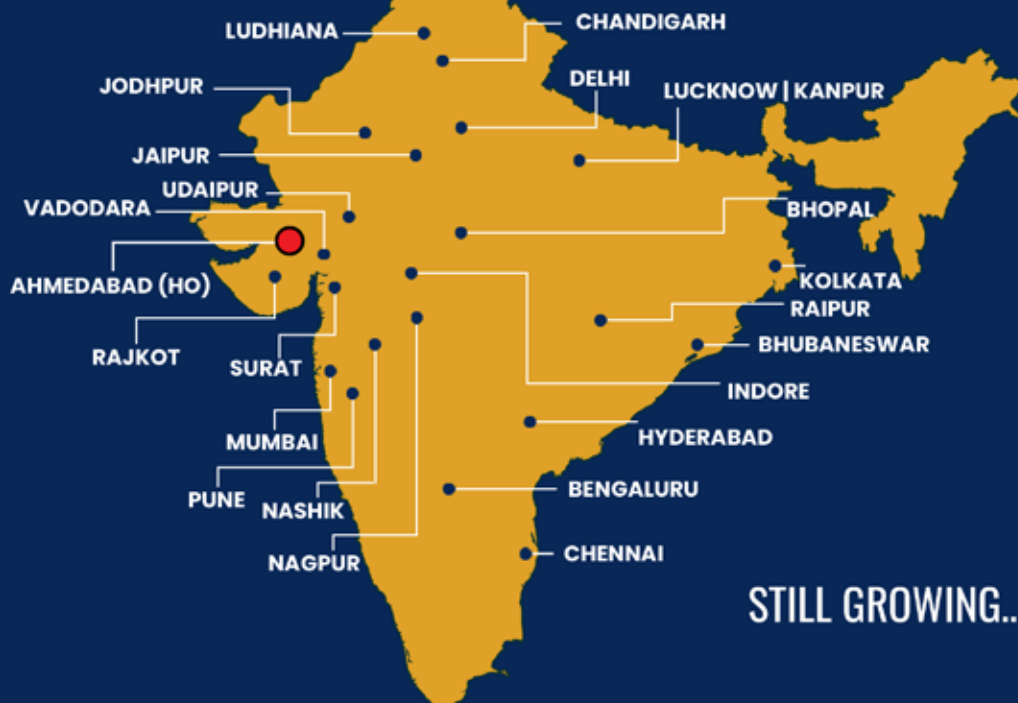 CHANDIGARH
LUDHIANA
DELHI
JODHPUR
LUCKNOW | KANPUR
JAIPUR
UDAIPUR
VADODARA
BHOPAL
AHMEDABAD (HO)
KOLKATA
RAIPUR
BHUBANESWAR
RAJKOT
SURAT
INDORE
HYDERABAD
MUMBAI
BENGALURU
PUNE
NASHIK
CHENNAI
NAGPUR
STILL GROWING..